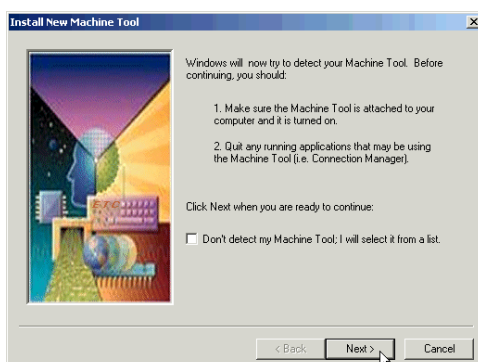 Install New Machine Tool
Windows will now try to detect your Machine Tool. Before
continuing, you should:
1. Make sure the Machine Tool is attached to your
computer and it is turned on.
2. Quit any running applications that may be using
the Machine Tool (i.e. Connection Manager).
Click Next when you are ready to continue:
Don't detect my Machine Tool; I will select it from a list.
< Back
Next >
Cancel